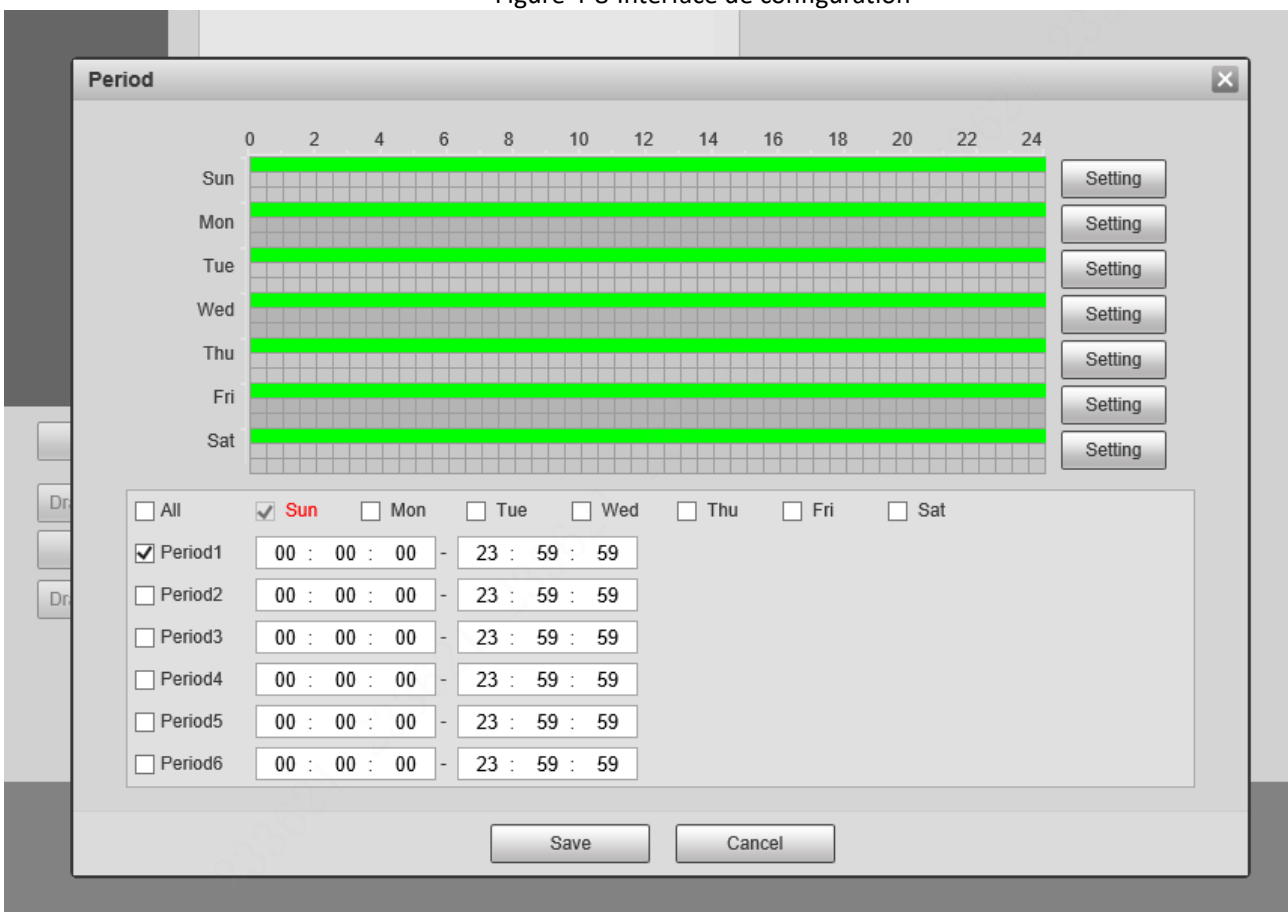 Period
0 2 4 6 8 10 12 14 16 18 20 22 24
Sun Setting
Mon Setting
Tue Setting
Wed Setting
Thu Setting
Fri Setting
Sat Setting
All Sun Mon Tue Wed Thu Fri Sat
Period1 00 : 00 : 00 - 23 : 59 : 59
Period2 00 : 00 : 00 - 23 : 59 : 59
Period3 00 : 00 : 00 - 23 : 59 : 59
Period4 00 : 00 : 00 - 23 : 59 : 59
Period5 00 : 00 : 00 - 23 : 59 : 59
Period6 00 : 00 : 00 - 23 : 59 : 59
Save Cancel